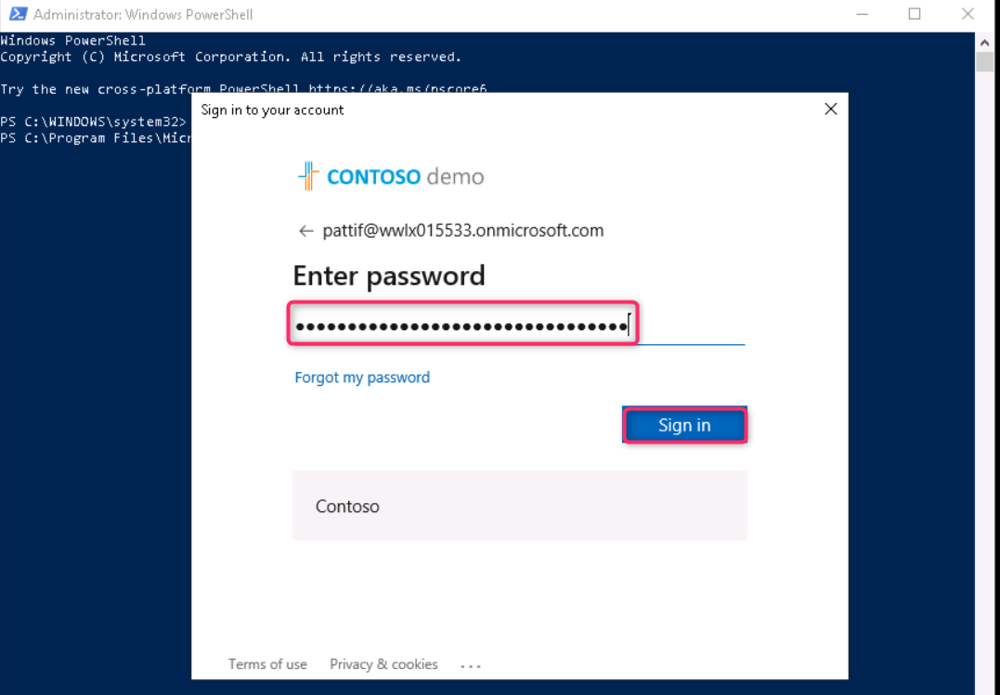 Administrator: Windows PowerShell
Windows PowerShell
Copyright (C) Microsoft Corporation. All rights reserved.
Try the new cross-platform PowerShell https://aka.ms/pscore6
PS C:\WINDOWS\system32>
PS C:\Program Files\Micr
Sign in to your account
CONTOSO demo
← pattif@wwlx015533.onmicrosoft.com
Enter password
••••••••••••••••••••••••••••••••
Forgot my password
Sign in
Contoso
Terms of use Privacy & cookies ...